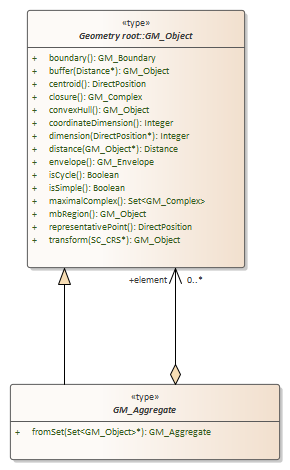 «type»
Geometry root::GM_Object
+ boundary(): GM_Boundary
+ buffer(Distance*): GM_Object
+ centroid(): DirectPosition
+ closure(): GM_Complex
+ convexHull(): GM_Object
+ coordinateDimension(): Integer
+ dimension(DirectPosition*): Integer
+ distance(GM_Object*): Distance
+ envelope(): GM_Envelope
+ isCycle(): Boolean
+ isSimple(): Boolean
+ maximalComplex(): Set<GM_Complex>
+ mbRegion(): GM_Object
+ representativePoint(): DirectPosition
+ transform(SC_CRS*): GM_Object
+element 0..*
«type»
GM_Aggregate
+ fromSet(Set<GM_Object>*): GM_Aggregate